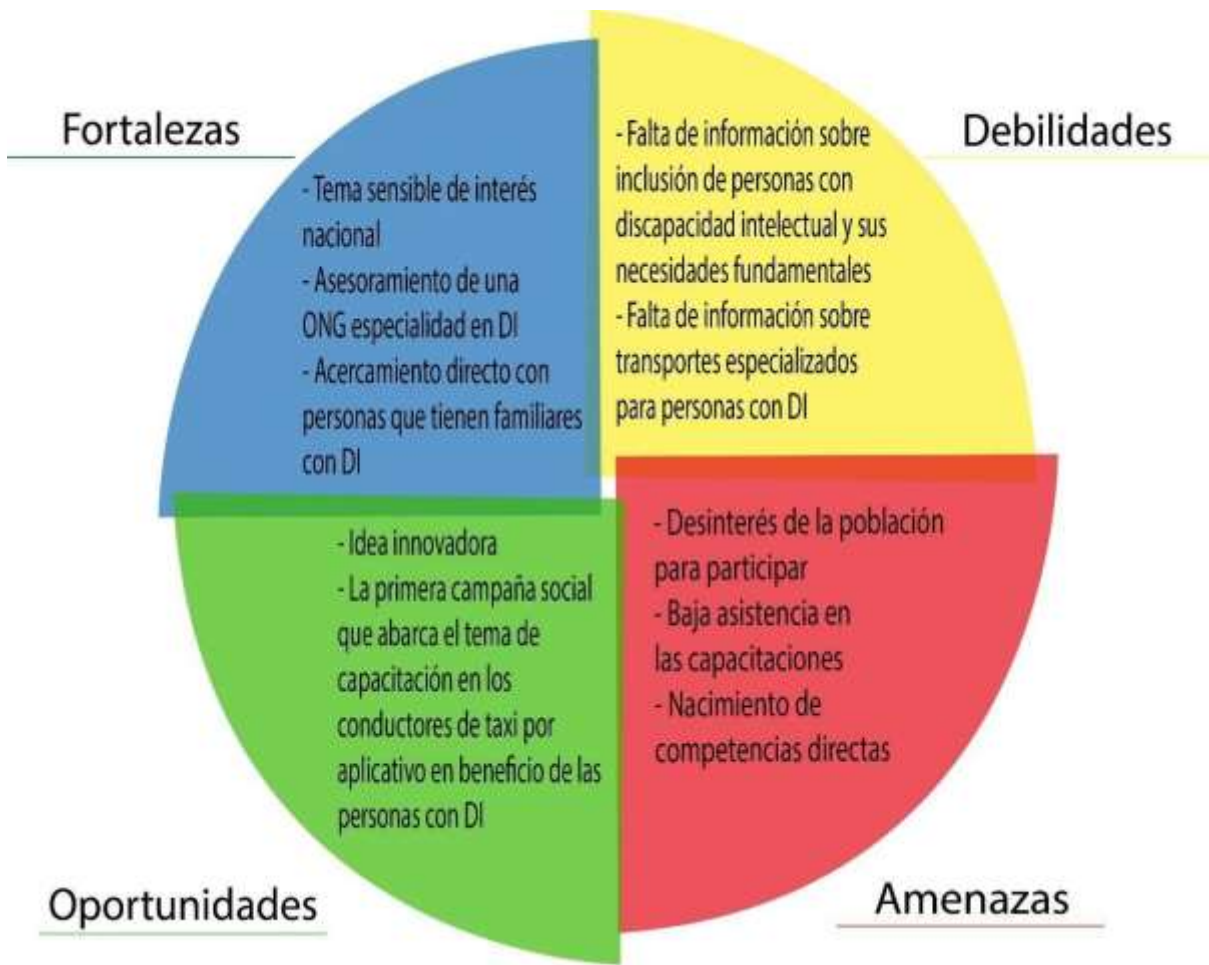 Fortalezas
- Tema sensible de interés
nacional
- Asesoramiento de una
ONG especialidad en DI
- Acercamiento directo con
personas que tienen familiares
con DI
Debilidades
- Falta de información sobre
inclusión de personas con
discapacidad intelectual y sus
necesidades fundamentales
- Falta de información sobre
transportes especializados
para personas con DI
Oportunidades
- Idea innovadora
- La primera campaña social
que abarca el tema de
capacitación en los
conductores de taxi por
aplicativo en beneficio de las
personas con DI
Amenazas
- Desinterés de la población
para participar
- Baja asistencia en
las capacitaciones
- Nacimiento de
competencias directas